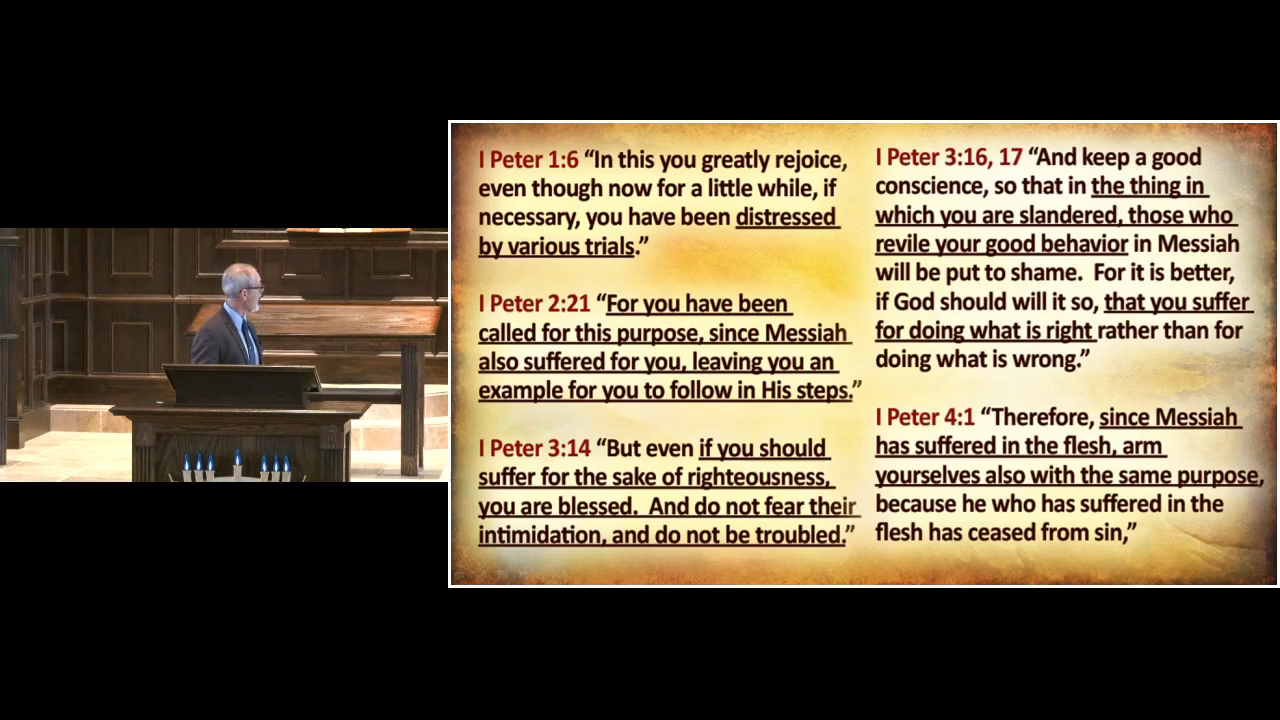 I Peter 1:6 “In this you greatly rejoice,
even though now for a little while, if
necessary, you have been distressed
by various trials.”
I Peter 2:21 “For you have been
called for this purpose, since Messiah
also suffered for you, leaving you an
example for you to follow in His steps.”
I Peter 3:14 “But even if you should
suffer for the sake of righteousness,
you are blessed.  And do not fear their
intimidation, and do not be troubled.”
I Peter 3:16, 17 “And keep a good
conscience, so that in the thing in
which you are slandered, those who
revile your good behavior in Messiah
will be put to shame.  For it is better,
if God should will it so, that you suffer
for doing what is right rather than for
doing what is wrong.”
I Peter 4:1 “Therefore, since Messiah
has suffered in the flesh, arm
yourselves also with the same purpose,
because he who has suffered in the
flesh has ceased from sin,”